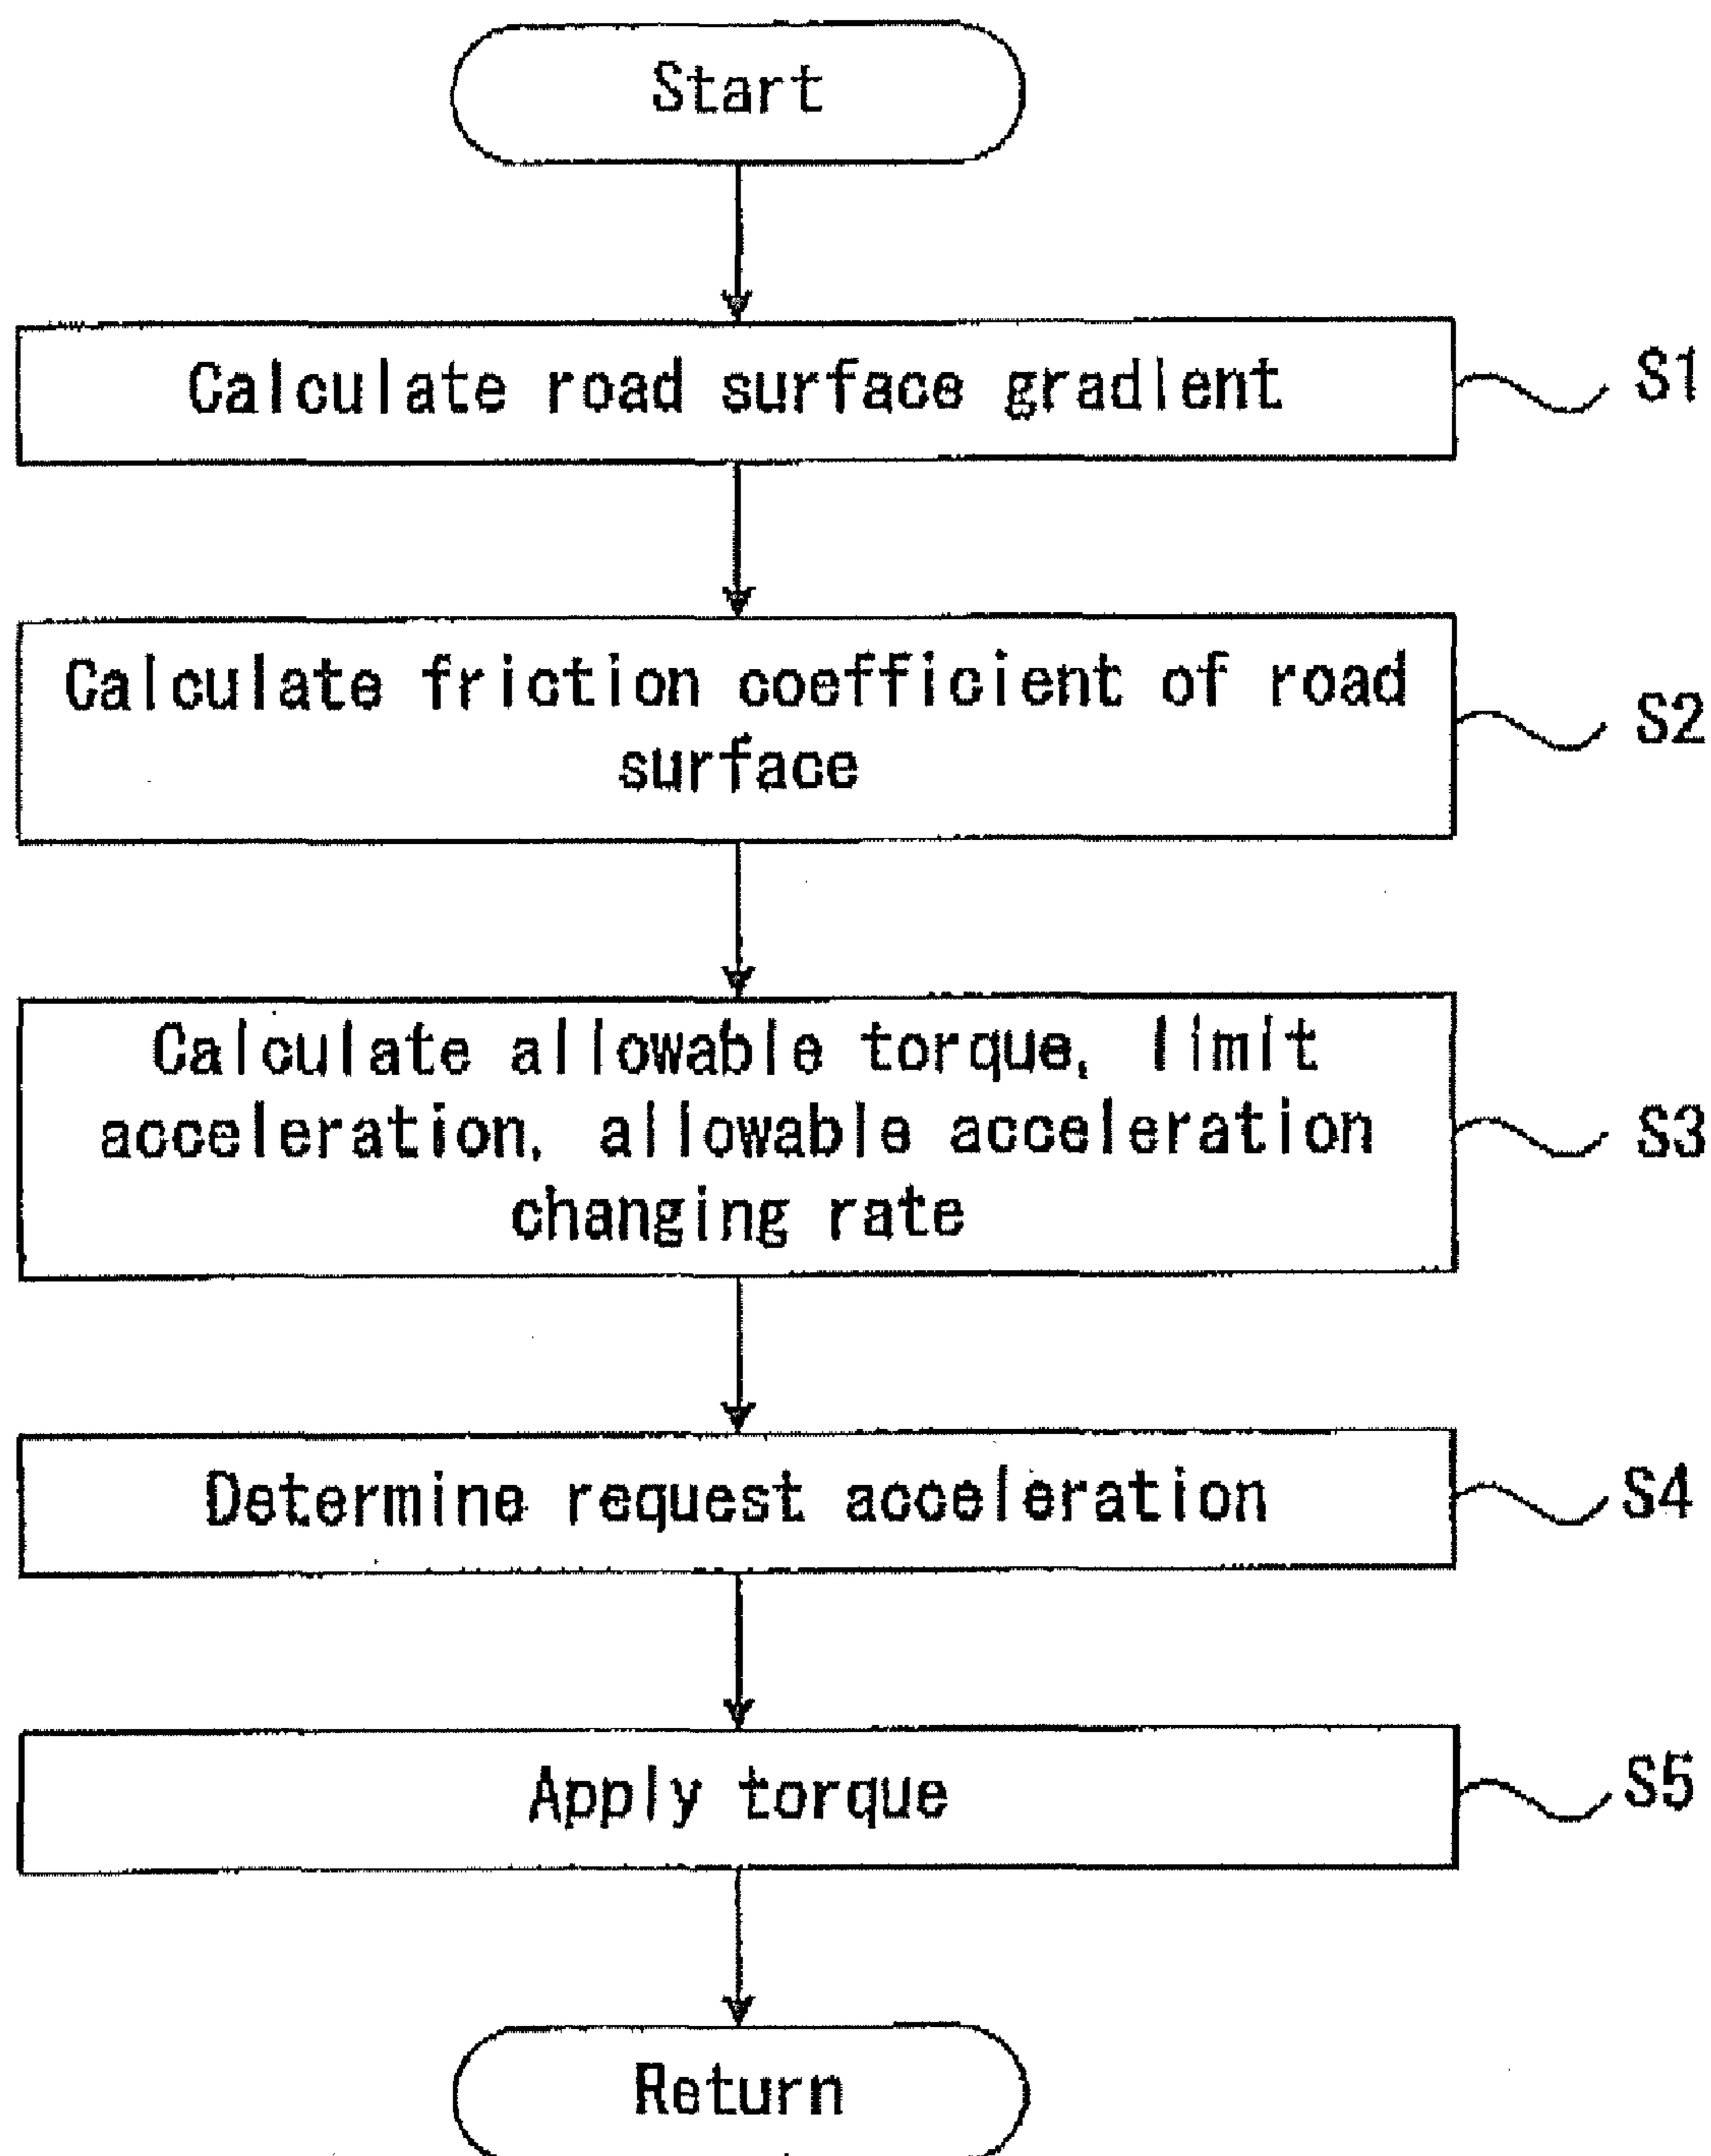 Start
Calculate road surface gradient
S1
Calculate friction coefficient of road
surface
S2
Calculate allowable torque, limit
acceleration, allowable acceleration
changing rate
S3
Determine request acceleration
S4
Apply torque
S5
Return